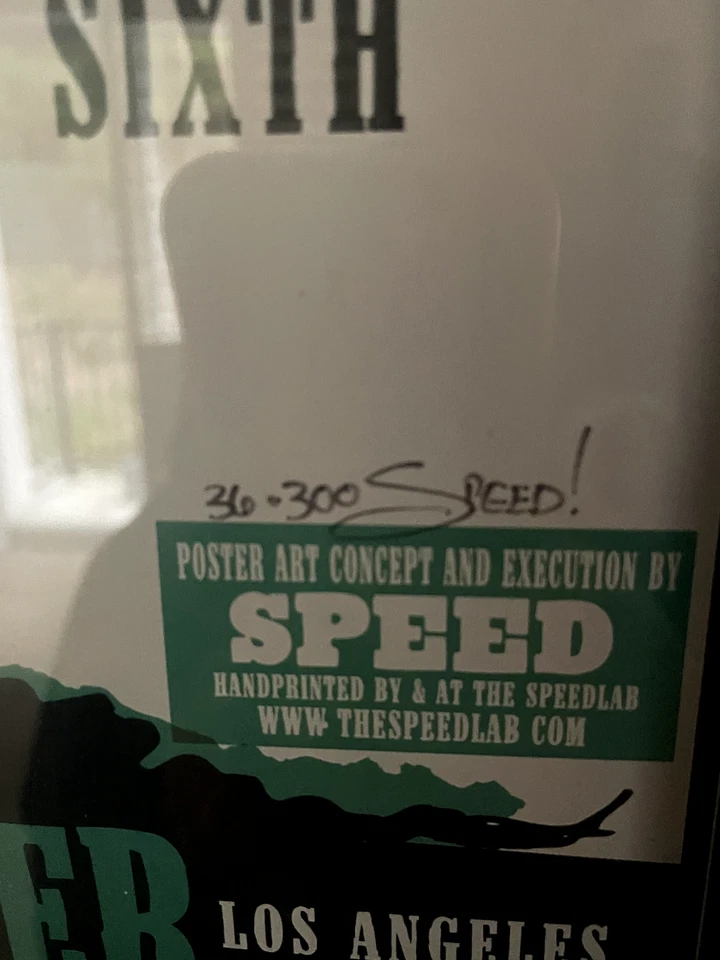 SIXTH
36·300 SPEED!
POSTER ART CONCEPT AND EXECUTION BY
SPEED
HANDPRINTED BY & AT THE SPEEDLAB
WWW THESPEEDLAB COM
ER
LOS ANGELES